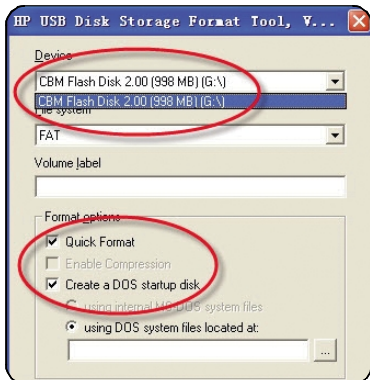 HP USB Disk Storage Format Tool, V...
Device
CBM Flash Disk 2.00 (998 MB) (G:\)
CBM Flash Disk 2.00 (998 MB) (G:\)
File system
FAT
Volume label
Format options
Quick Format
Enable Compression
Create a DOS startup disk
using internal MS-DOS system files
using DOS system files located at:
...